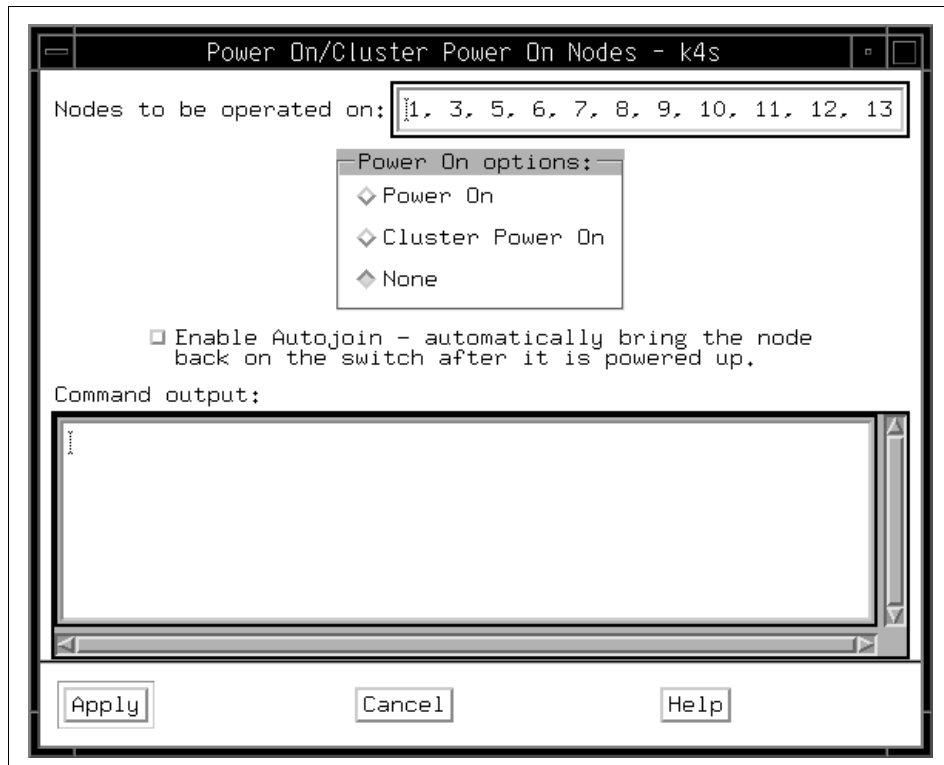 Power On/Cluster Power On Nodes - k4s
Nodes to be operated on: 1, 3, 5, 6, 7, 8, 9, 10, 11, 12, 13
Power On options:
Power On
Cluster Power On
None
Enable Autojoin - automatically bring the node
back on the switch after it is powered up.
Command output:
Apply Cancel Help